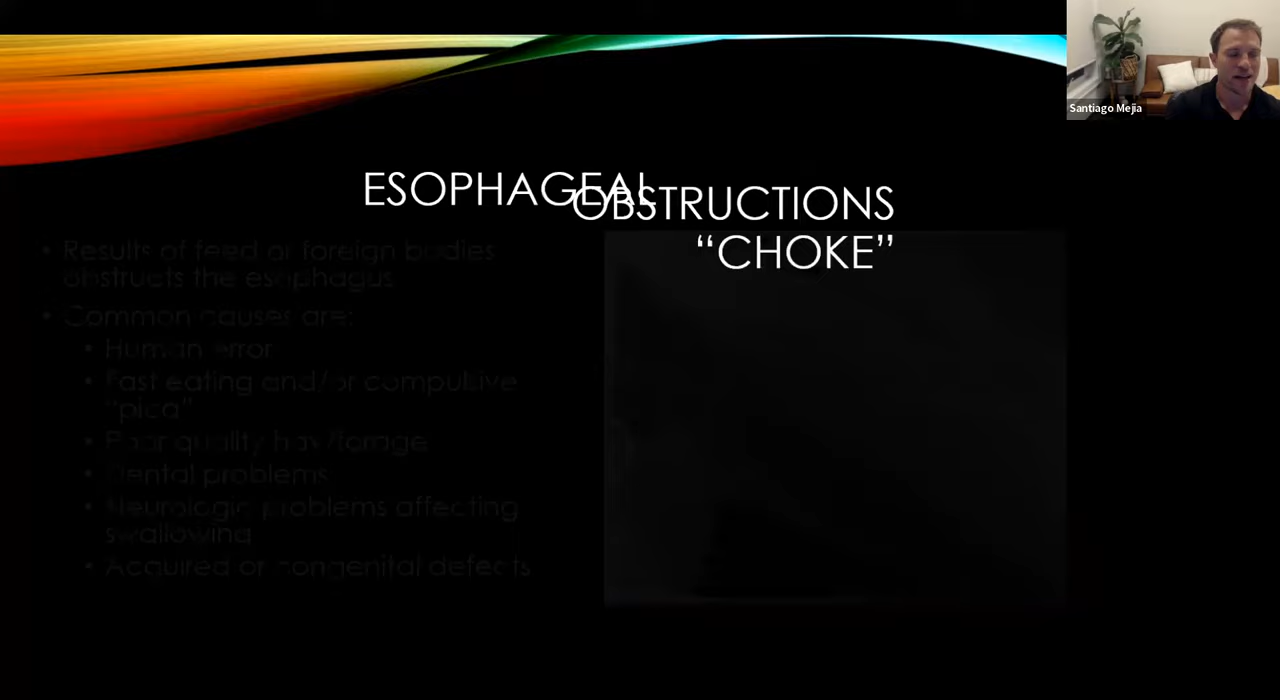 Santiago Mejia
ESOPHAGEAL
OBSTRUCTIONS
“CHOKE”
• Results of feed or foreign bodies
obstructs the esophagus
• Common causes are:
• Human error
• Fast eating and/or compulsive
“pica”
• Poor quality hay/forage
• Dental problems
• Neurologic problems affecting
swallowing
• Acquired or congenital defects